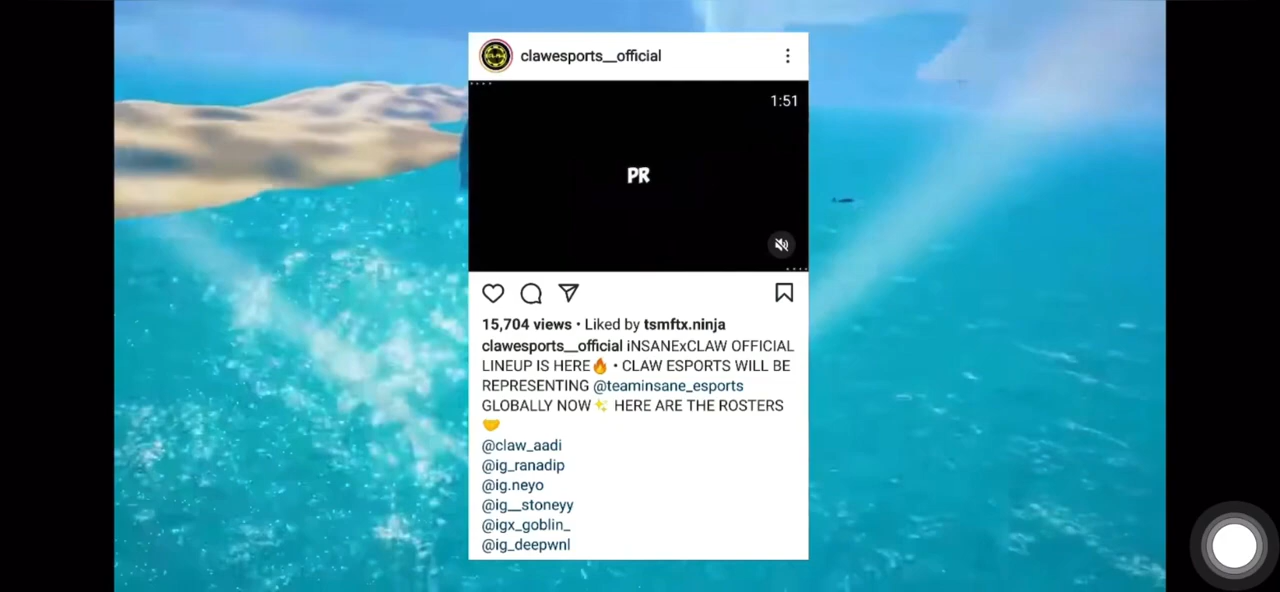 clawesports__official
1:51
PR
15,704 views • Liked by tsmftx.ninja
clawesports__official iNSANExCLAW OFFICIAL
LINEUP IS HERE🔥 • CLAW ESPORTS WILL BE
REPRESENTING @teaminsane_esports
GLOBALLY NOW✨ HERE ARE THE ROSTERS
🤝
@claw_aadi
@ig_ranadip
@ig.neyo
@ig__stoneyy
@igx_goblin_
@ig_deepwnl